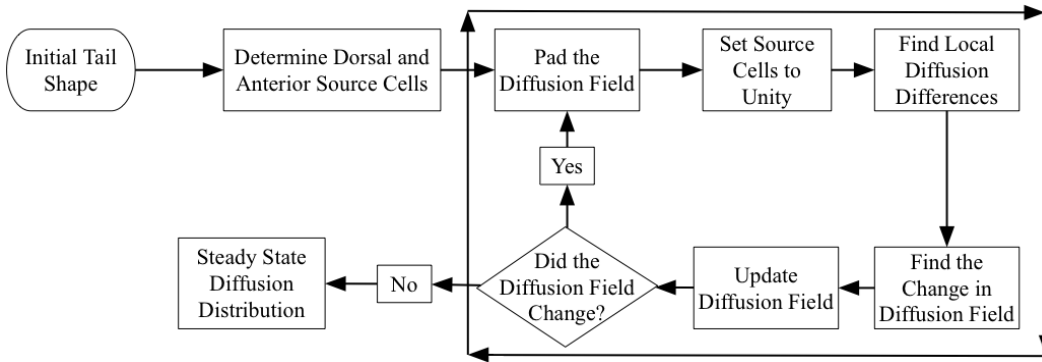 Initial Tail
Shape
Determine Dorsal and
Anterior Source Cells
Pad the
Diffusion Field
Set Source
Cells to
Unity
Find Local
Diffusion
Differences
Find the
Change in
Diffusion Field
Update
Diffusion Field
Did the
Diffusion Field
Change?
Yes
No
Steady State
Diffusion
Distribution